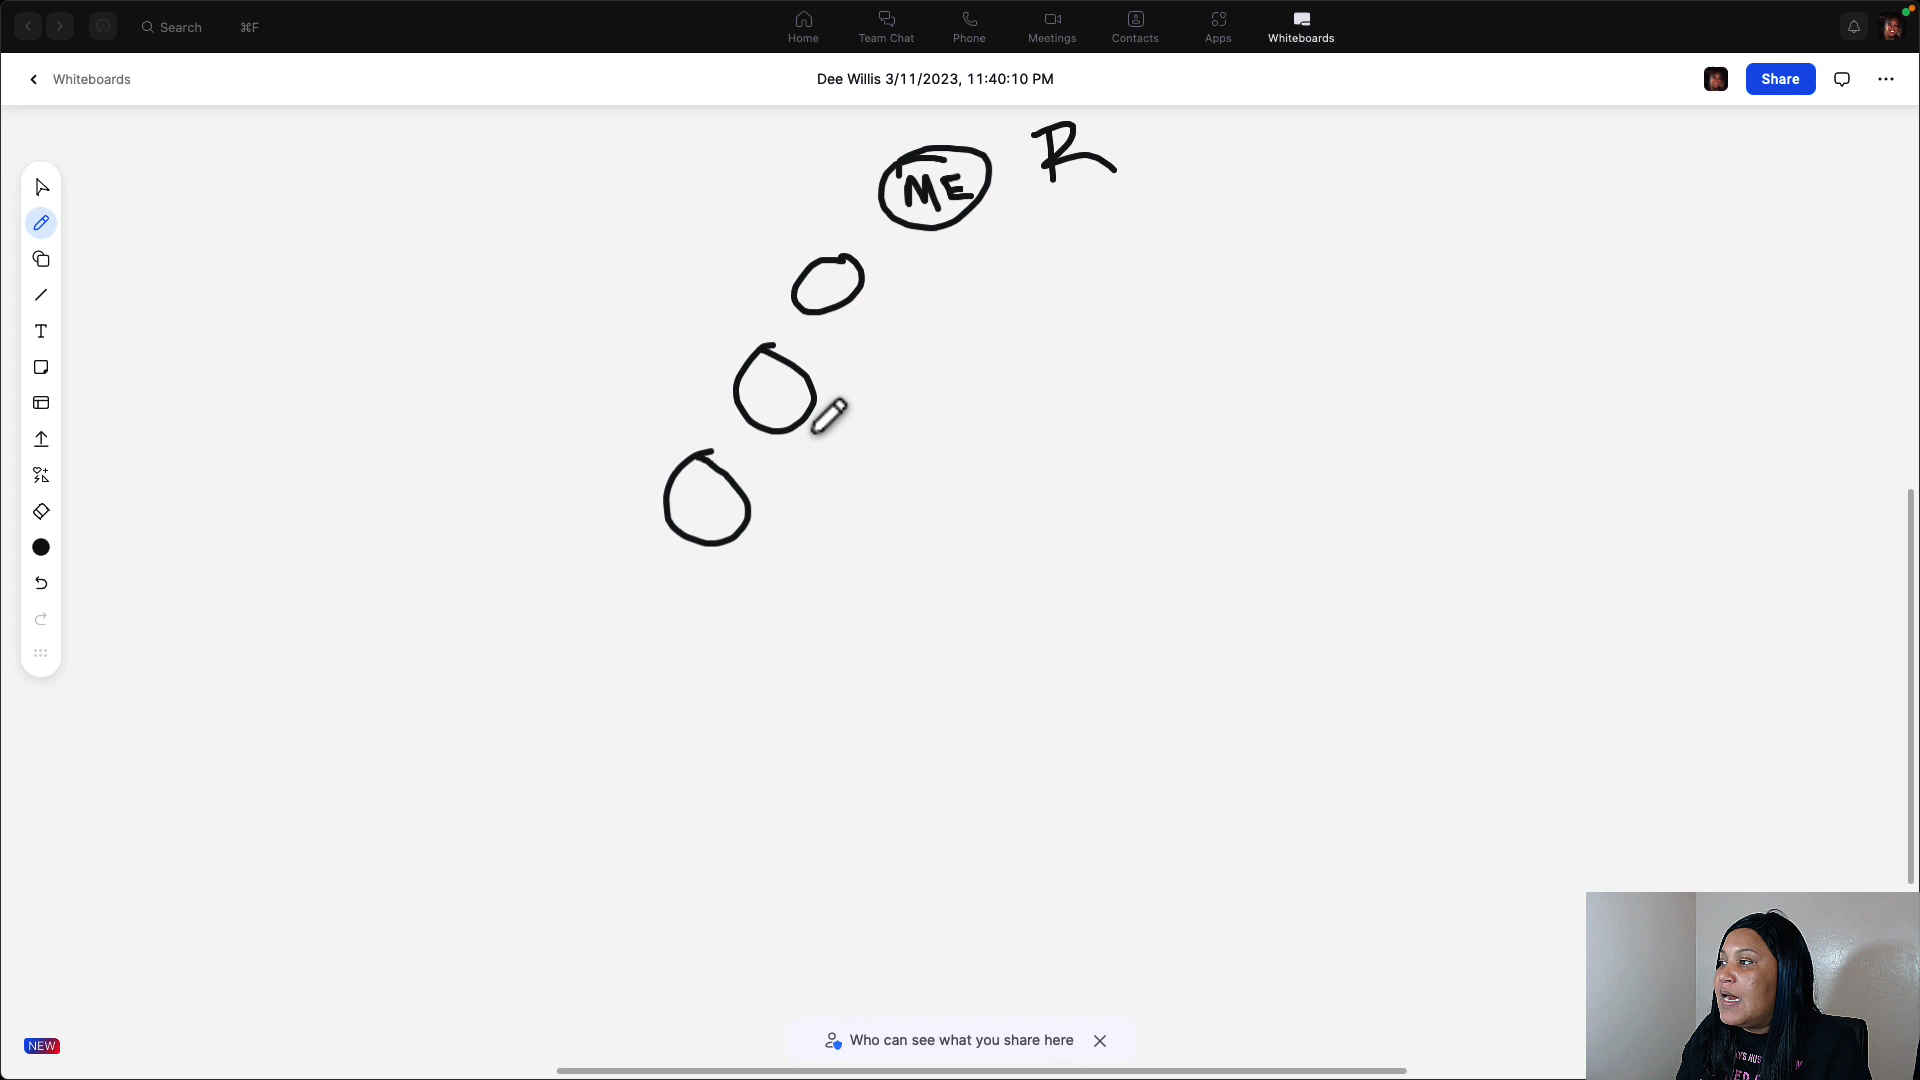 Search ⌘F
Home
Team Chat
Phone
Meetings
Contacts
Apps
Whiteboards
Whiteboards
Dee Willis 3/11/2023, 11:40:10 PM
Share
R
ME
T
NEW
Who can see what you share here